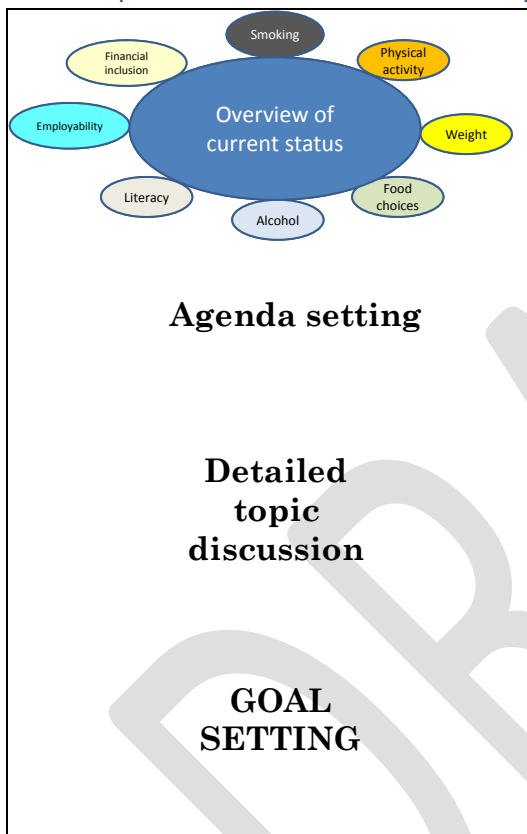 Smoking
Financial
inclusion
Physical
activity
Overview of
current status
Employability
Weight
Literacy
Food
choices
Alcohol
Agenda setting
Detailed
topic
discussion
GOAL
SETTING